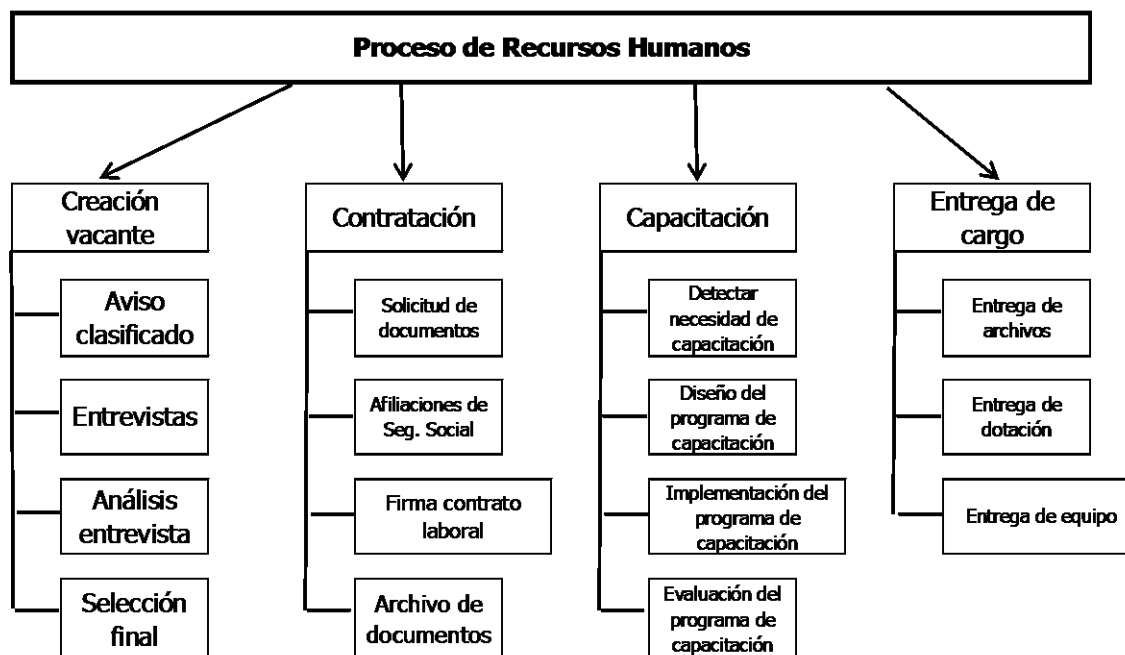 Proceso de Recursos Humanos
Creación
vacante
Aviso
clasificado
Entrevistas
Análisis
entrevista
Selección
final
Contratación
Solicitud de
documentos
Afiliaciones de
Seg. Social
Firma contrato
laboral
Archivo de
documentos
Capacitación
Detectar
necesidad de
capacitación
Diseño del
programa de
capacitación
Implementación del
programa de
capacitación
Evaluación del
programa de
capacitación
Entrega de
cargo
Entrega de
archivos
Entrega de
dotación
Entrega de equipo